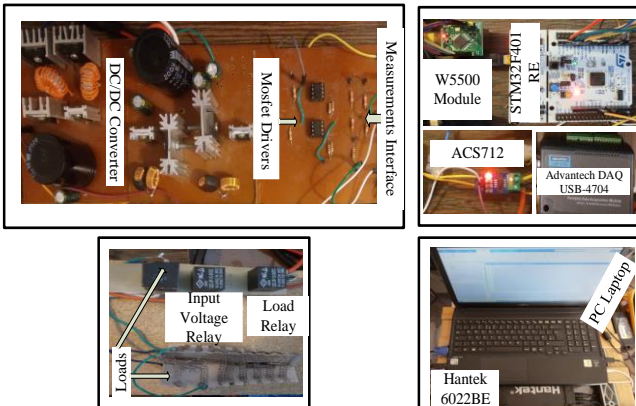 DC/DC Converter
Mosfet Drivers
Measurements Interface
W5500
Module
STM32F401
RE
ACS712
Advantech DAQ
USB-4704
Input
Voltage
Relay
Load
Relay
Loads
PC Laptop
Hantek
6022BE
Hantek